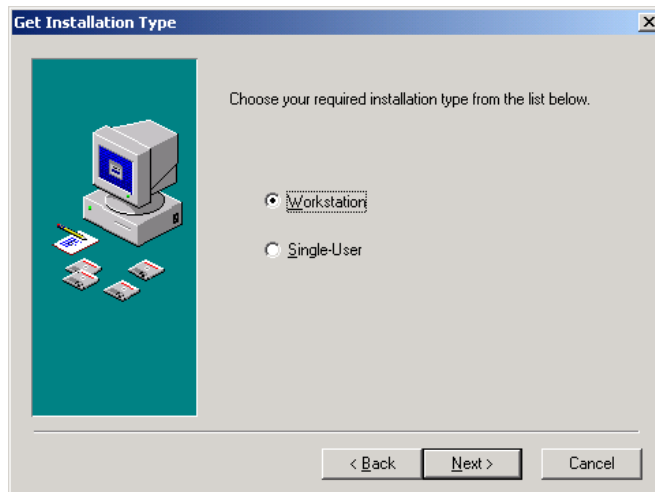 Get Installation Type
Choose your required installation type from the list below.
Workstation
Single-User
< Back
Next >
Cancel